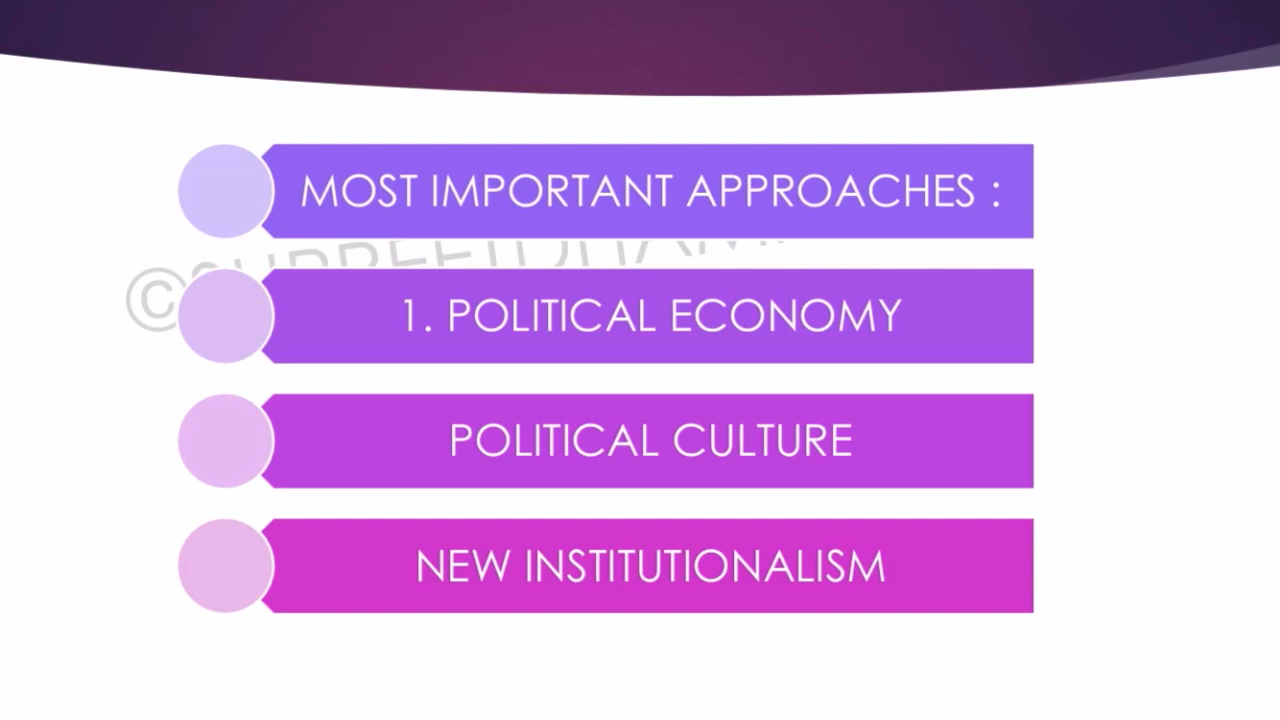 MOST IMPORTANT APPROACHES :
1. POLITICAL ECONOMY
POLITICAL CULTURE
NEW INSTITUTIONALISM